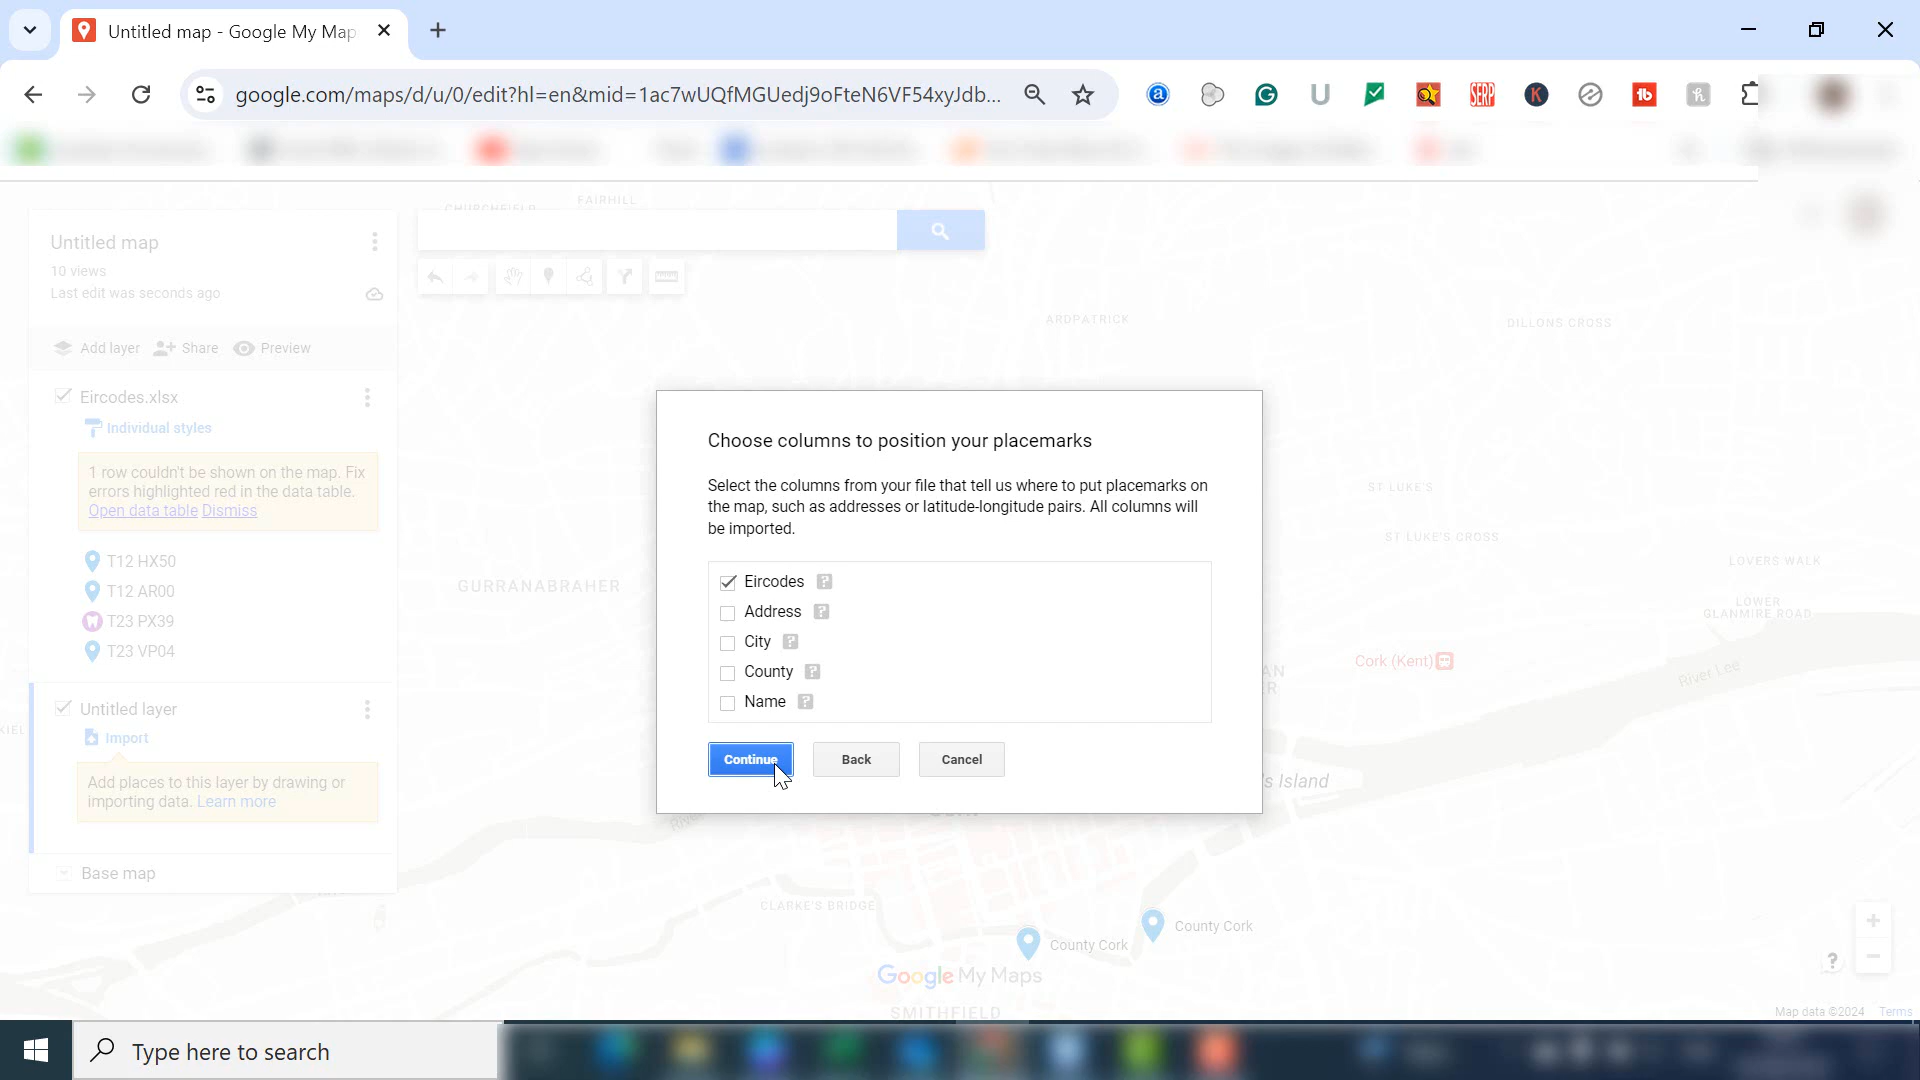 Untitled map - Google My Map
google.com/maps/d/u/0/edit?hl=en&mid=1ac7wUQfMGUedj9oFteN6VF54xyJdb...
SERP
FAIRHILL
CHURCHFIELD
Untitled map
10 views
Last edit was seconds ago
Add layer Share Preview
ARDPATRICK
DILLONS CROSS
Eircodes.xlsx
Individual styles
1 row couldn't be shown on the map. Fix
errors highlighted red in the data table.
Open data table Dismiss
T12 HX50
T12 AR00
T23 PX39
T23 VP04
Untitled layer
Import
Add places to this layer by drawing or
importing data. Learn more
Base map
GURRANABRAHER
Choose columns to position your placemarks
Select the columns from your file that tell us where to put placemarks on
the map, such as addresses or latitude-longitude pairs. All columns will
be imported.
Eircodes ?
Address ?
City ?
County ?
Name ?
Continue Back Cancel
ST LUKE'S
ST LUKE'S CROSS
LOVERS WALK
LOWER
GLANMIRE ROAD
Cork (Kent)
River Lee
's Island
River
CLARKE'S BRIDGE
County Cork
County Cork
Google My Maps
SMITHFIELD
+
?
−
Map data ©2024 Terms
Type here to search